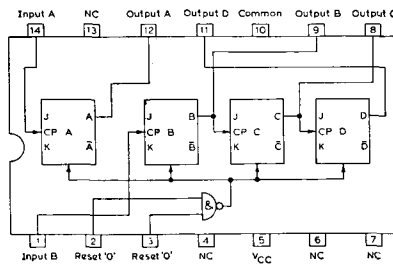 Input A NC Output A Output D Common Output B Output C
14 13 12 11 10 9 8
J A J B J C J D
CP A CP B CP C CP D
K A̅ K B̅ K C̅ K D̅
&
1 2 3 4 5 6 7
Input B Reset '0' Reset '0' NC VCC NC NC